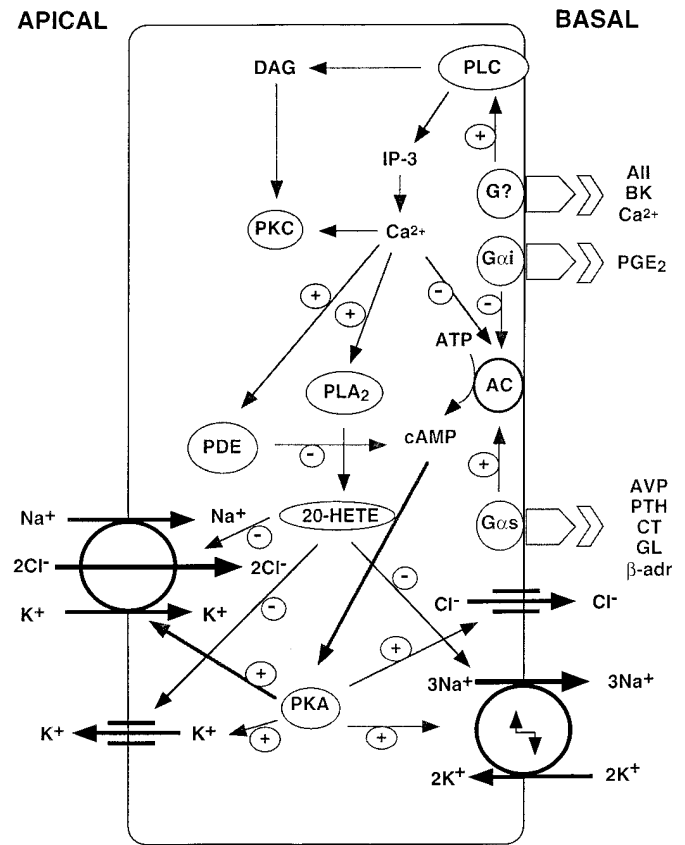 APICAL
BASAL
DAG
PLC
+
IP-3
G?
AII
BK
Ca2+
PKC
Ca2+
Gαi
PGE2
+
+
-
-
ATP
AC
PLA2
PDE
-
cAMP
+
AVP
PTH
CT
GL
β-adr
Gαs
Na+
Na+
20-HETE
-
2Cl-
2Cl-
-
-
K+
K+
Cl-
Cl-
+
+
3Na+
3Na+
PKA
K+
K+
+
+
2K+
2K+